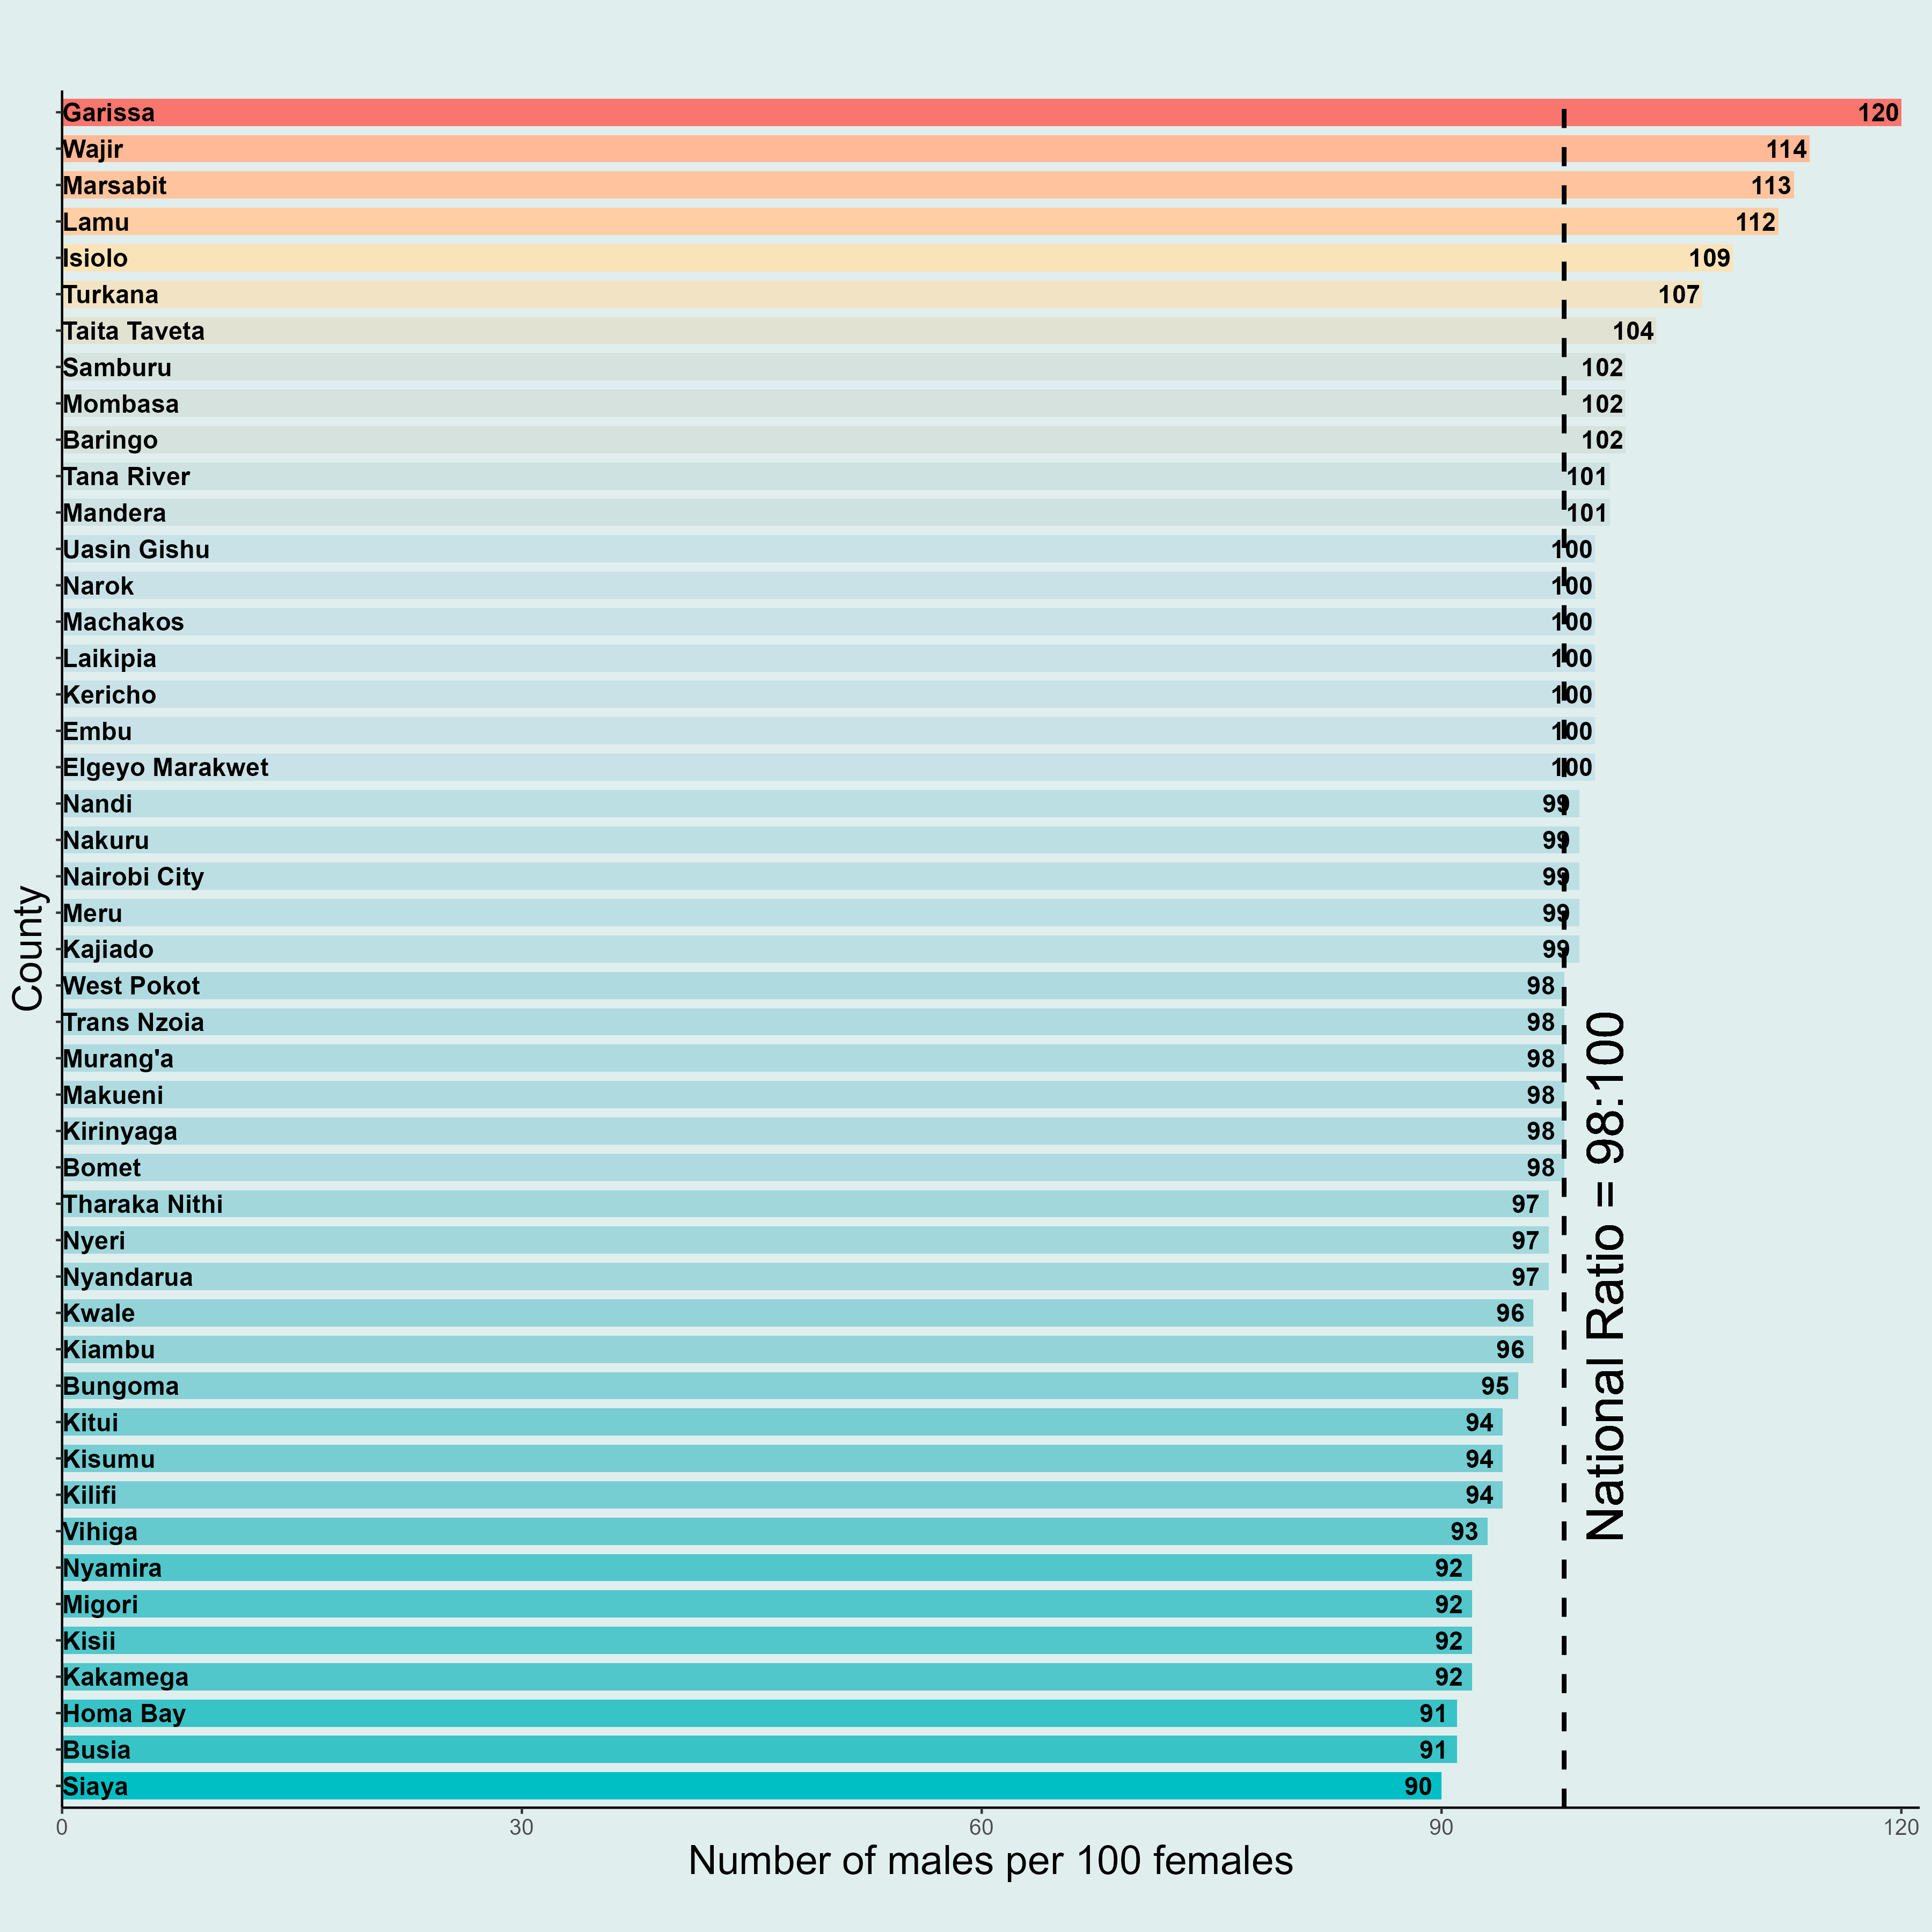 Garissa 120
Wajir 114
Marsabit 113
Lamu 112
Isiolo 109
Turkana 107
Taita Taveta 104
Samburu 102
Mombasa 102
Baringo 102
Tana River 101
Mandera 101
Uasin Gishu 100
Narok 100
Machakos 100
Laikipia 100
Kericho 100
Embu 100
Elgeyo Marakwet 100
Nandi 99
Nakuru 99
Nairobi City 99
Meru 99
Kajiado 99
West Pokot 98
Trans Nzoia 98
Murang'a 98
Makueni 98
Kirinyaga 98
Bomet 98
Tharaka Nithi 97
Nyeri 97
Nyandarua 97
Kwale 96
Kiambu 96
Bungoma 95
Kitui 94
Kisumu 94
Kilifi 94
Vihiga 93
Nyamira 92
Migori 92
Kisii 92
Kakamega 92
Homa Bay 91
Busia 91
Siaya 90
County
National Ratio = 98:100
0 30 60 90 120
Number of males per 100 females